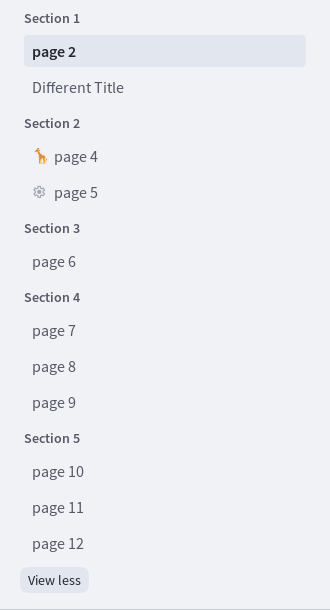 Section 1
page 2
Different Title
Section 2
page 4
page 5
Section 3
page 6
Section 4
page 7
page 8
page 9
Section 5
page 10
page 11
page 12
View less